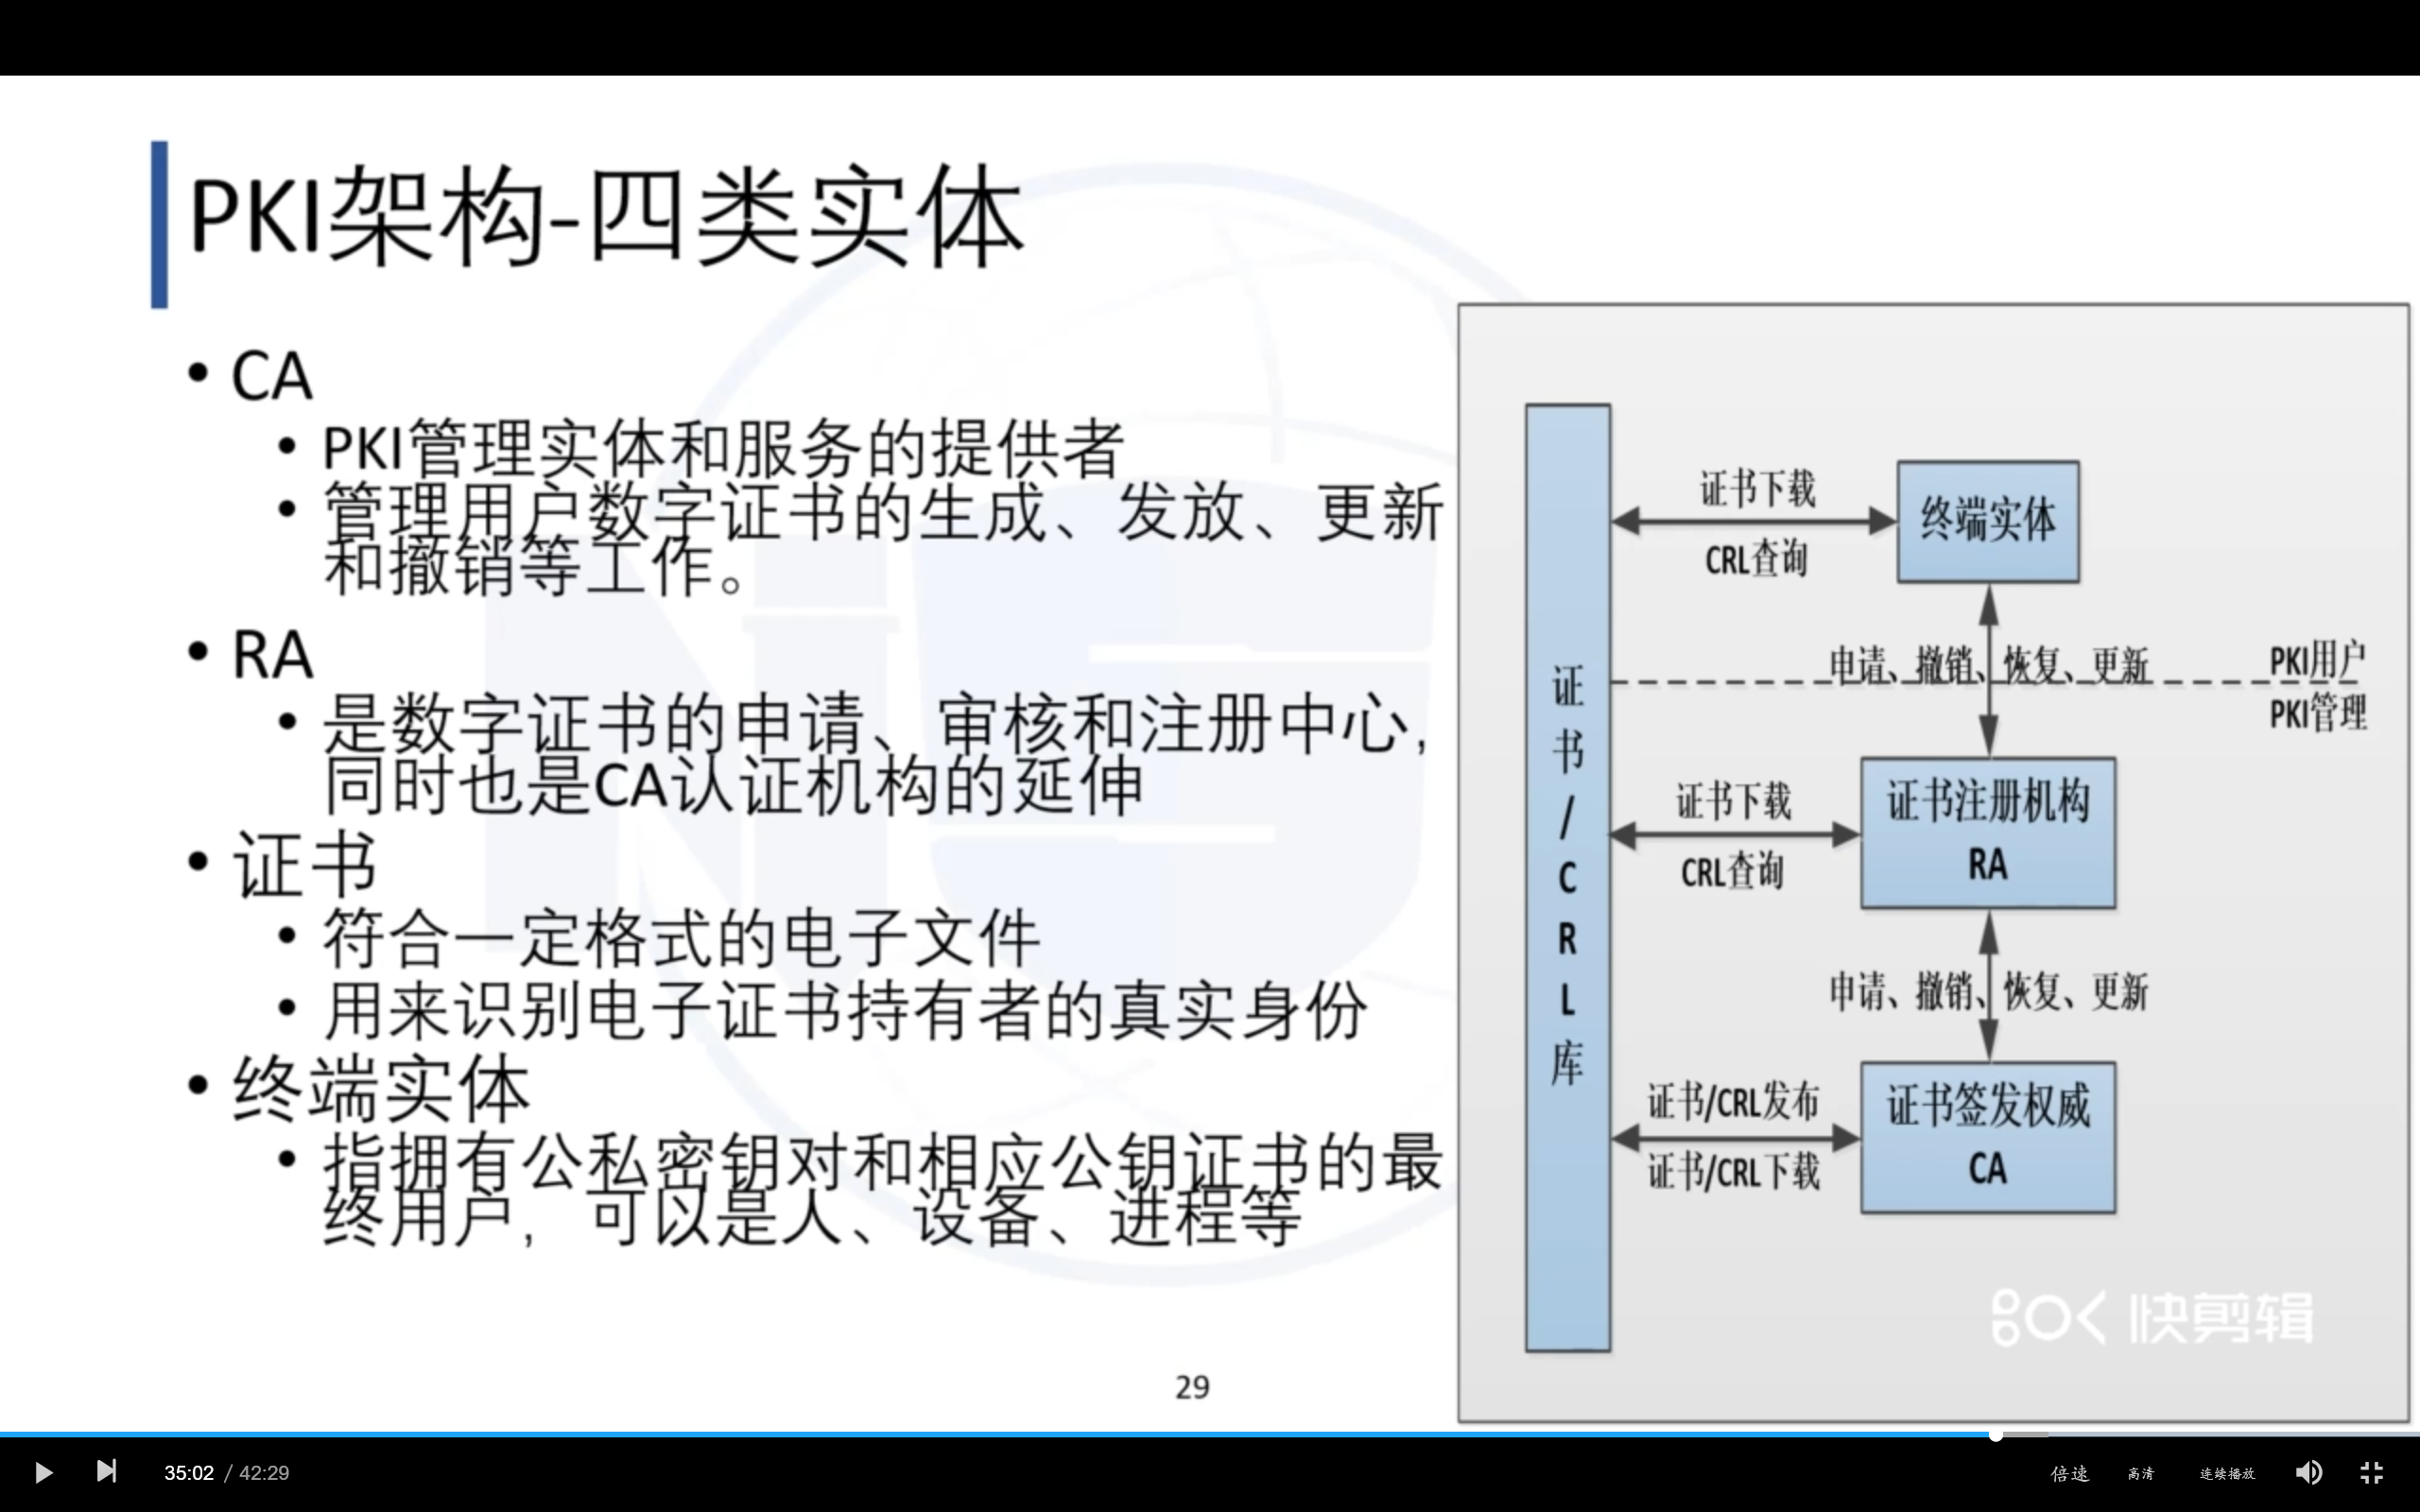 PKI架构-四类实体
• CA
• PKI管理实体和服务的提供者
• 管理用户数字证书的生成、发放、更新
和撤销等工作。
• RA
• 是数字证书的申请、审核和注册中心,
同时也是CA认证机构的延伸
• 证书
• 符合一定格式的电子文件
• 用来识别电子证书持有者的真实身份
• 终端实体
• 指拥有公私密钥对和相应公钥证书的最
终用户, 可以是人、设备、进程等
证书/CRL库
证书下载
CRL查询
终端实体
申请、撤销、恢复、更新
PKI用户
PKI管理
证书下载
CRL查询
证书注册机构
RA
申请、撤销、恢复、更新
证书/CRL发布
证书/CRL下载
证书签发权威
CA
快剪辑
29
35:02 / 42:29
倍速
高清
连续播放